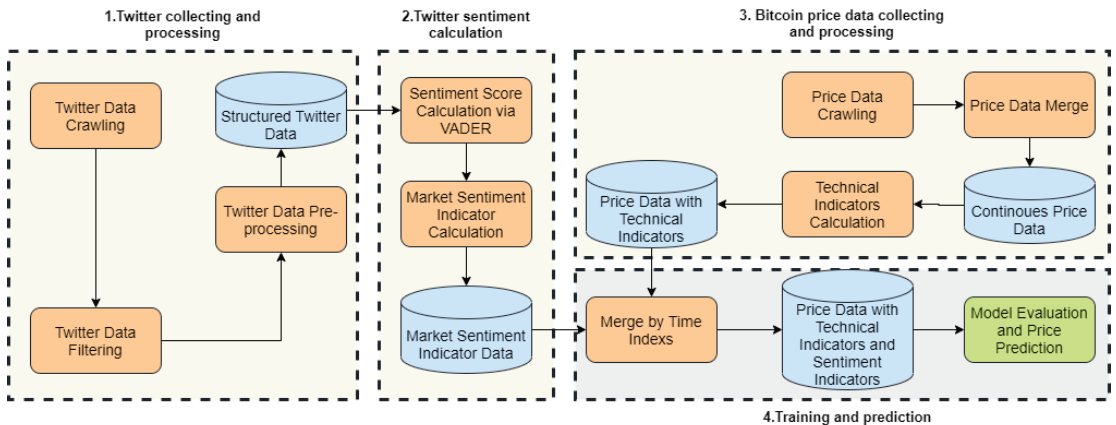 1.Twitter collecting and
processing
Twitter Data
Crawling
Structured Twitter
Data
Twitter Data Pre-
processing
Twitter Data
Filtering
2.Twitter sentiment
calculation
Sentiment Score
Calculation via
VADER
Market Sentiment
Indicator
Calculation
Market Sentiment
Indicator Data
3. Bitcoin price data collecting
and processing
Price Data
Crawling
Price Data Merge
Continoues Price
Data
Technical
Indicators
Calculation
Price Data with
Technical
Indicators
Merge by Time
Indexs
Price Data with
Technical
Indicators and
Sentiment
Indicators
Model Evaluation
and Price
Prediction
4.Training and prediction